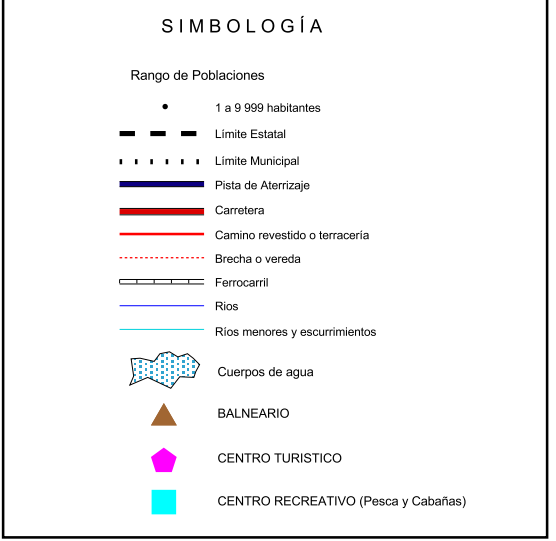 SIMBOLOGÍA
Rango de Poblaciones
1 a 9 999 habitantes
Límite Estatal
Límite Municipal
Pista de Aterrizaje
Carretera
Camino revestido o terracería
Brecha o vereda
Ferrocarril
Rios
Ríos menores y escurrimientos
Cuerpos de agua
BALNEARIO
CENTRO TURISTICO
CENTRO RECREATIVO (Pesca y Cabañas)